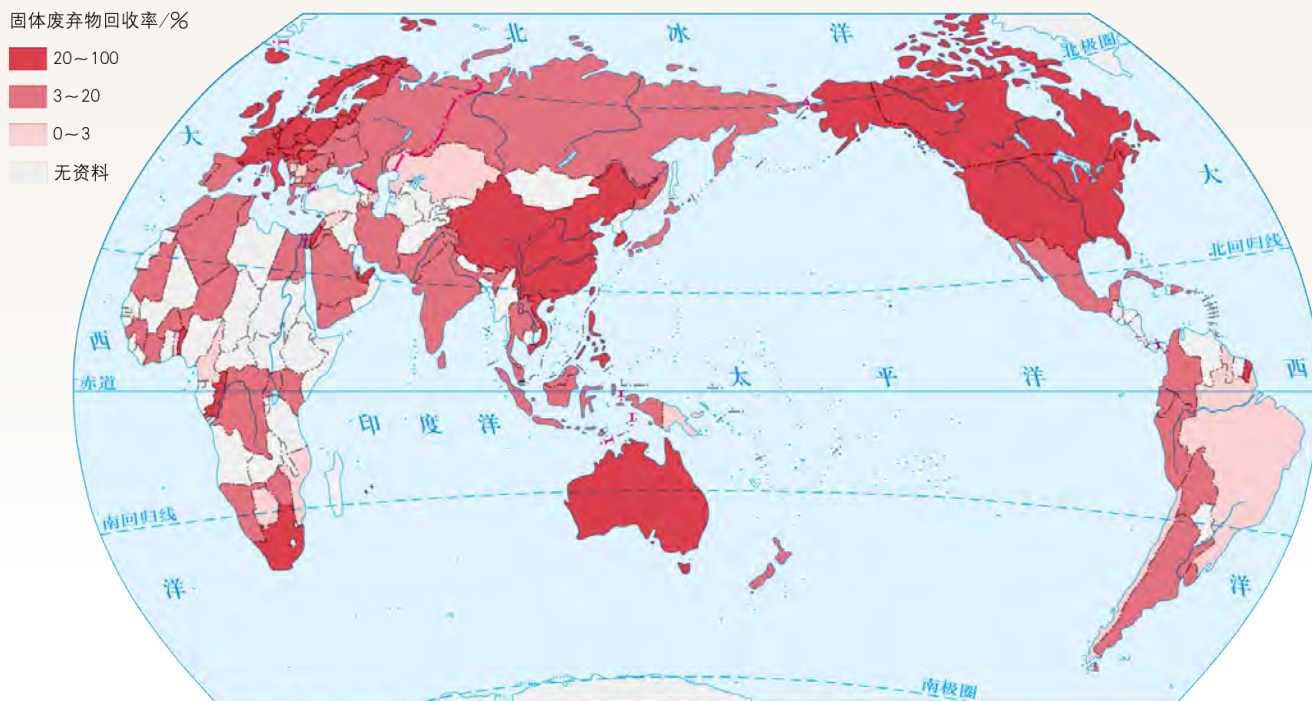 固体废弃物回收率/%
20～100
3～20
0～3
无资料
北冰洋
北极圈
大西洋
大西洋
北回归线
赤道
太平洋
印度洋
南回归线
南极圈